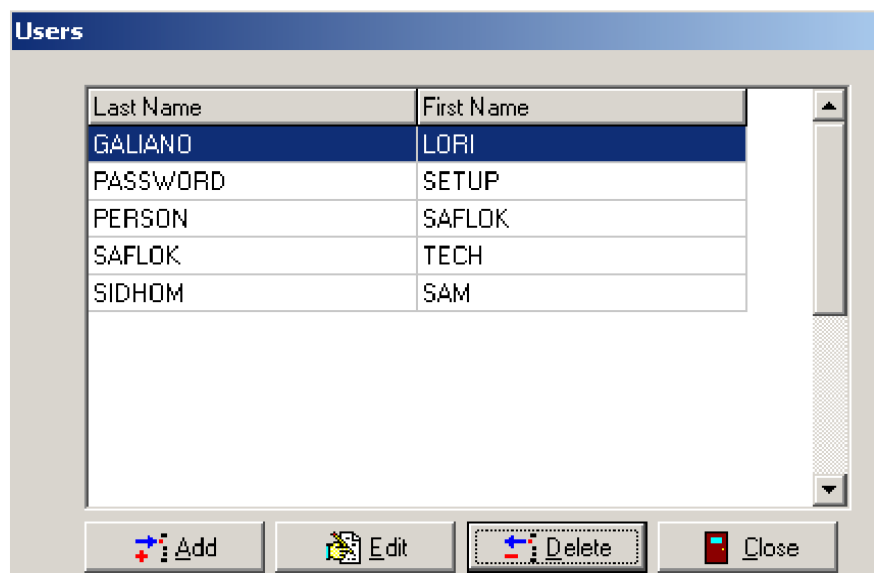 Users
Last Name First Name
GALIANO LORI
PASSWORD SETUP
PERSON SAFLOK
SAFLOK TECH
SIDHOM SAM
Add Edit Delete Close